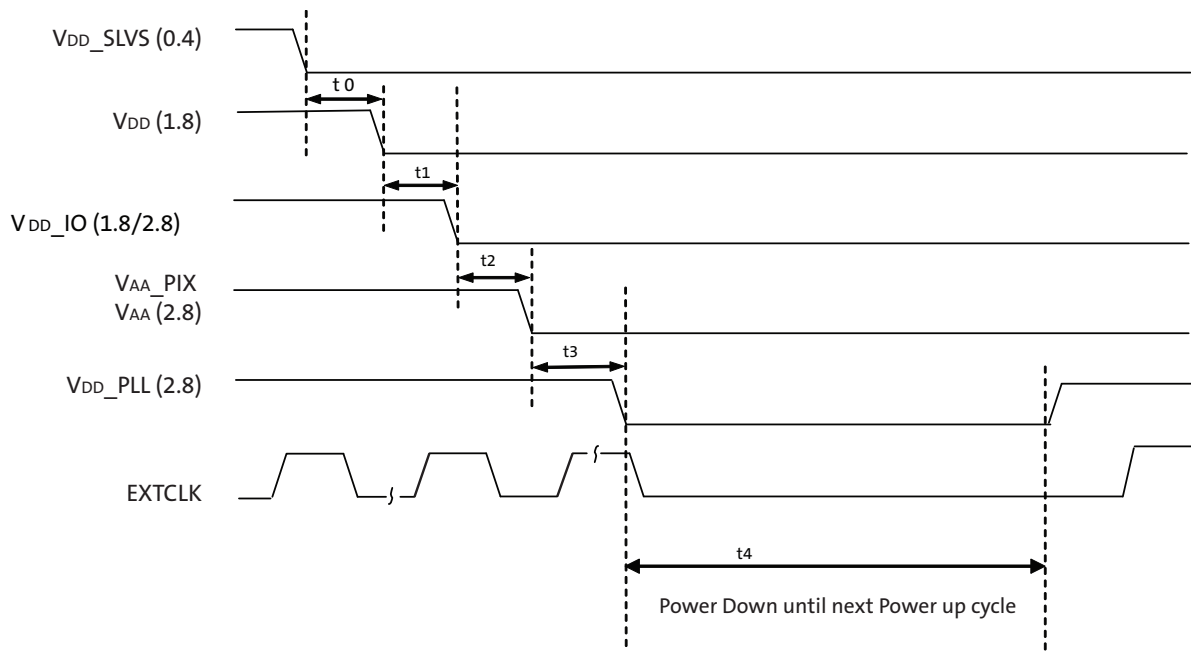 VDD_SLVS (0.4)
t 0
VDD (1.8)
t1
VDD_IO (1.8/2.8)
t2
VAA_PIX
VAA (2.8)
t3
VDD_PLL (2.8)
EXTCLK
t4
Power Down until next Power up cycle